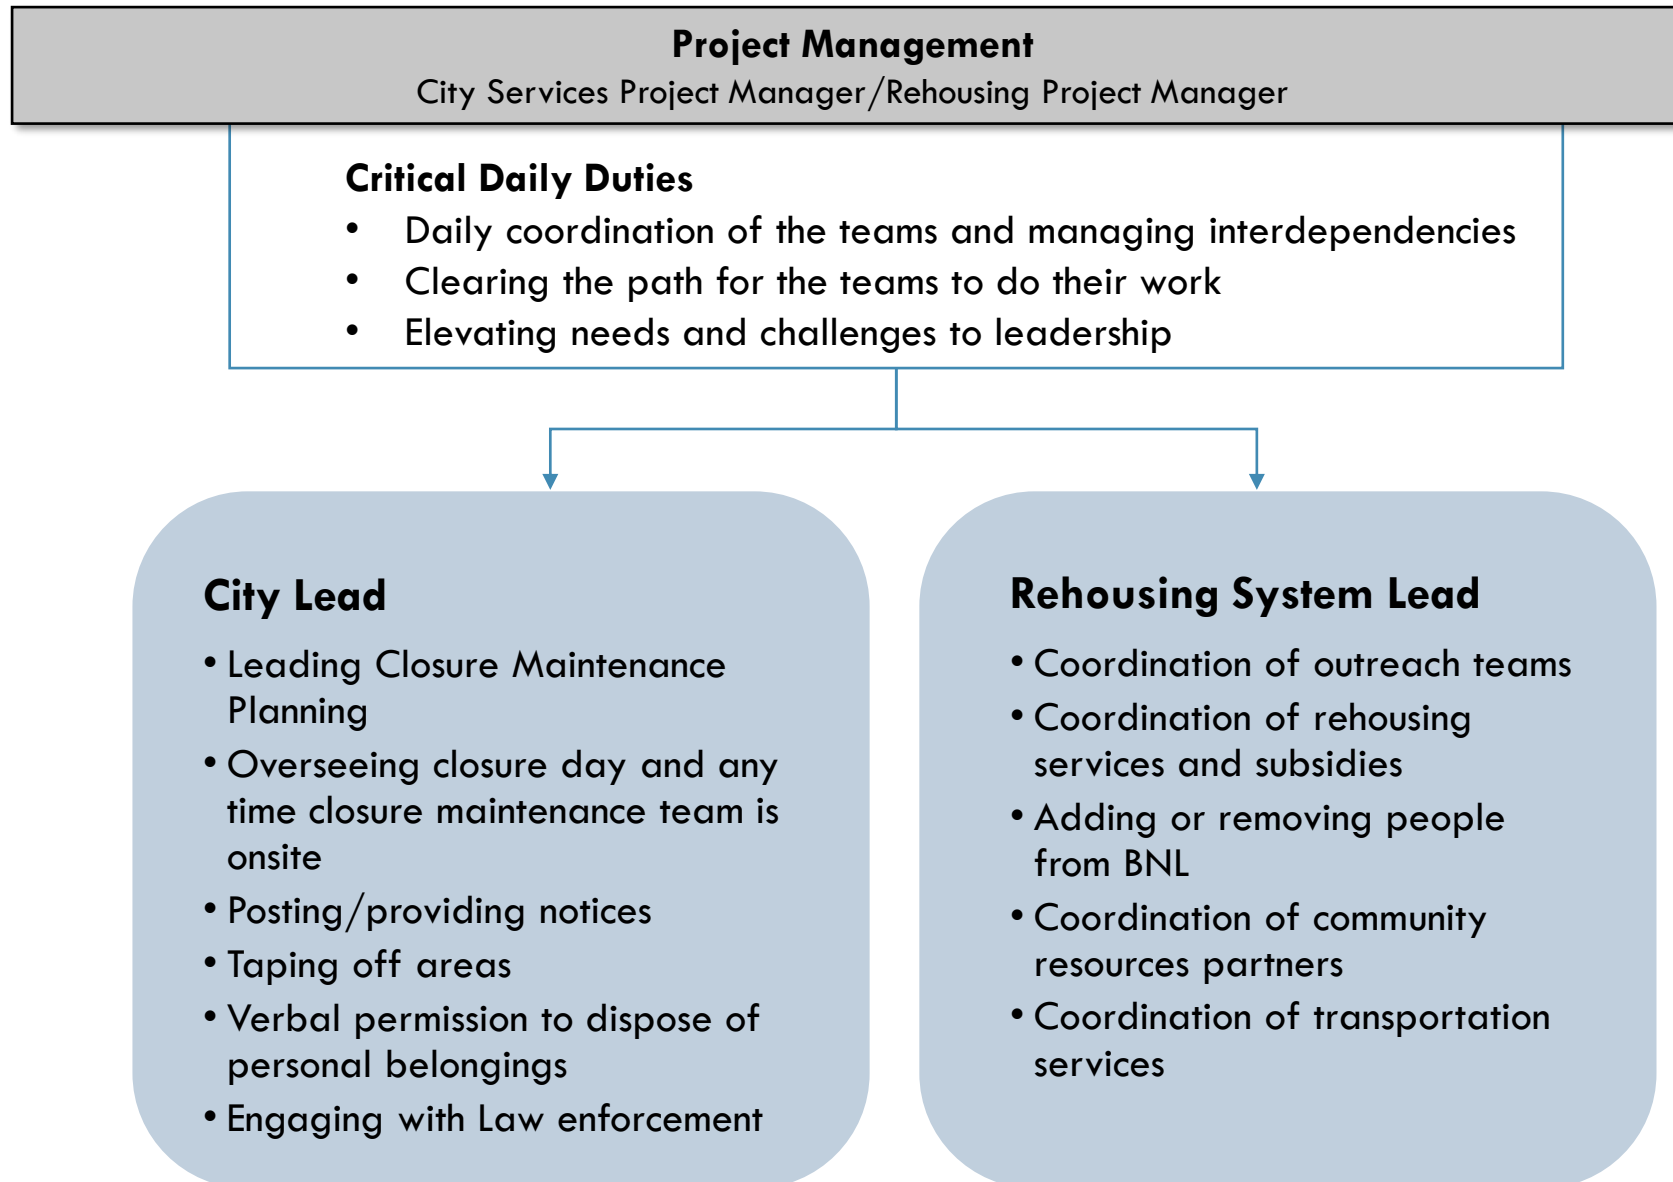 Project Management
City Services Project Manager/Rehousing Project Manager
Critical Daily Duties
• Daily coordination of the teams and managing interdependencies
• Clearing the path for the teams to do their work
• Elevating needs and challenges to leadership
City Lead
• Leading Closure Maintenance
Planning
• Overseeing closure day and any
time closure maintenance team is
onsite
• Posting/providing notices
• Taping off areas
• Verbal permission to dispose of
personal belongings
• Engaging with Law enforcement
Rehousing System Lead
• Coordination of outreach teams
• Coordination of rehousing
services and subsidies
• Adding or removing people
from BNL
• Coordination of community
resources partners
• Coordination of transportation
services